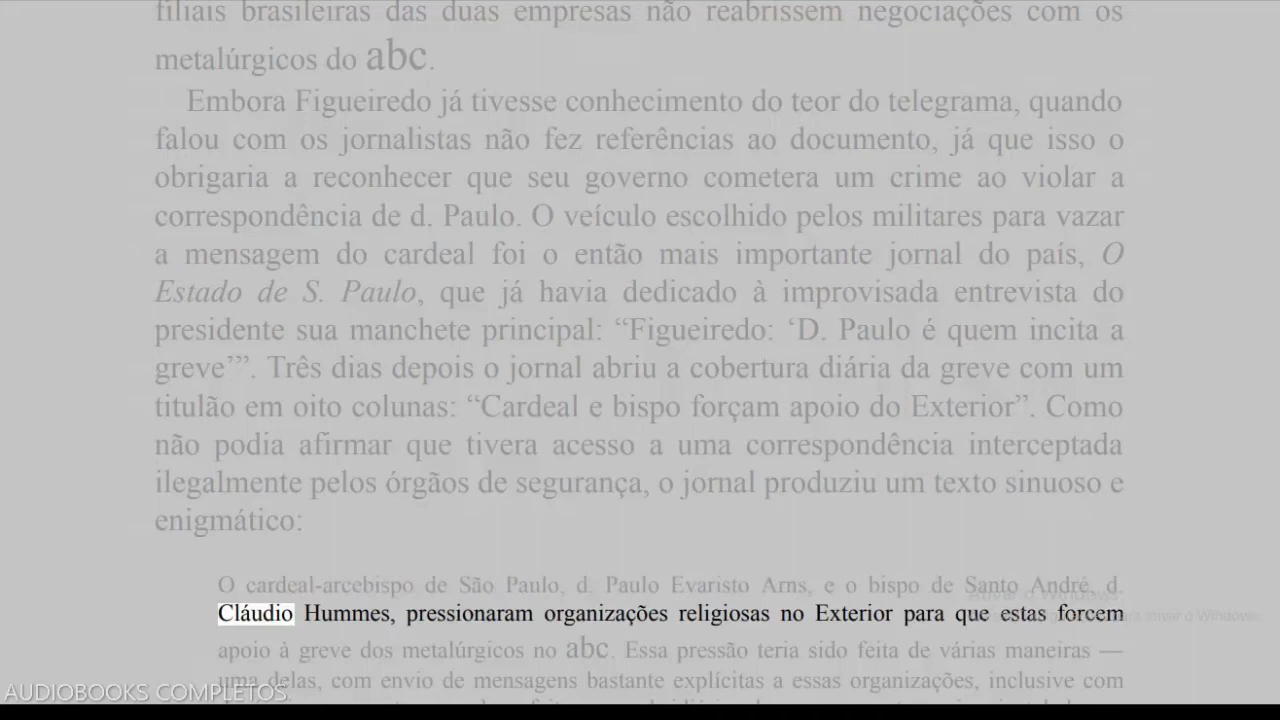 filiais brasileiras das duas empresas não reabrissem negociações com os
metalúrgicos do abc.
Embora Figueiredo já tivesse conhecimento do teor do telegrama, quando
falou com os jornalistas não fez referências ao documento, já que isso o
obrigaria a reconhecer que seu governo cometera um crime ao violar a
correspondência de d. Paulo. O veículo escolhido pelos militares para vazar
a mensagem do cardeal foi o então mais importante jornal do país, O
Estado de S. Paulo, que já havia dedicado à improvisada entrevista do
presidente sua manchete principal: “Figueiredo: ‘D. Paulo é quem incita a
greve’”. Três dias depois o jornal abriu a cobertura diária da greve com um
titulão em oito colunas: “Cardeal e bispo forçam apoio do Exterior”. Como
não podia afirmar que tivera acesso a uma correspondência interceptada
ilegalmente pelos órgãos de segurança, o jornal produziu um texto sinuoso e
enigmático:
O cardeal-arcebispo de São Paulo, d. Paulo Evaristo Arns, e o bispo de Santo André, d.
Cláudio Hummes, pressionaram organizações religiosas no Exterior para que estas forcem
apoio à greve dos metalúrgicos no abc. Essa pressão teria sido feita de várias maneiras —
uma delas, com envio de mensagens bastante explícitas a essas organizações, inclusive com
Ativar o Windows
para ativar o Windows.
AUDIOBOOKS COMPLETOS